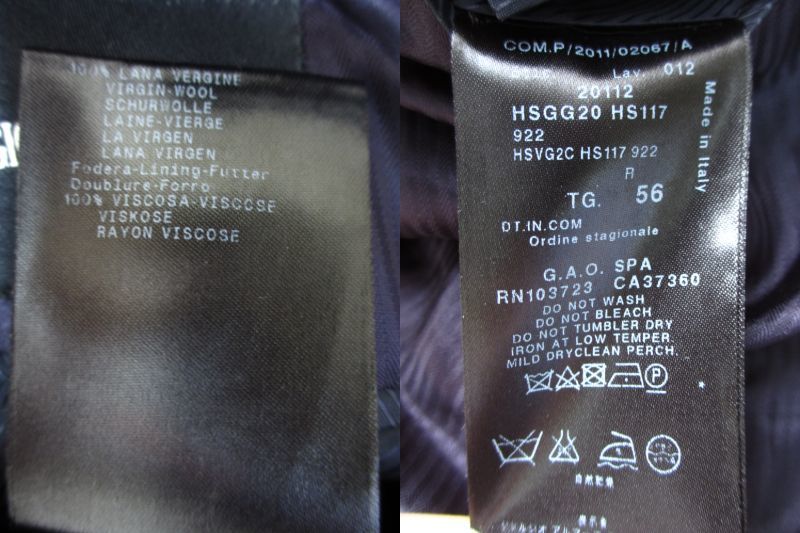 100% LANA VERGINE
VIRGIN-WOOL
SCHURWOLLE
LAINE-VIERGE
LA VIRGEN
LANA VIRGEN
Fodera-Lining-Futter
Doublure-Forro
100% VISCOSA-VISCOSE
VISKOSE
RAYON VISCOSE
COM.P/2011/02067/A
Lav. 012
20112
HSGG20 HS117
922
HSVG2C HS117 922
R
TG. 56
DT.IN.COM
Ordine stagionale
G.A.O. SPA
RN103723 CA37360
DO NOT WASH
DO NOT BLEACH
DO NOT TUMBLER DRY
IRON AT LOW TEMPER.
MILD DRYCLEAN PERCH.
P
Made in Italy